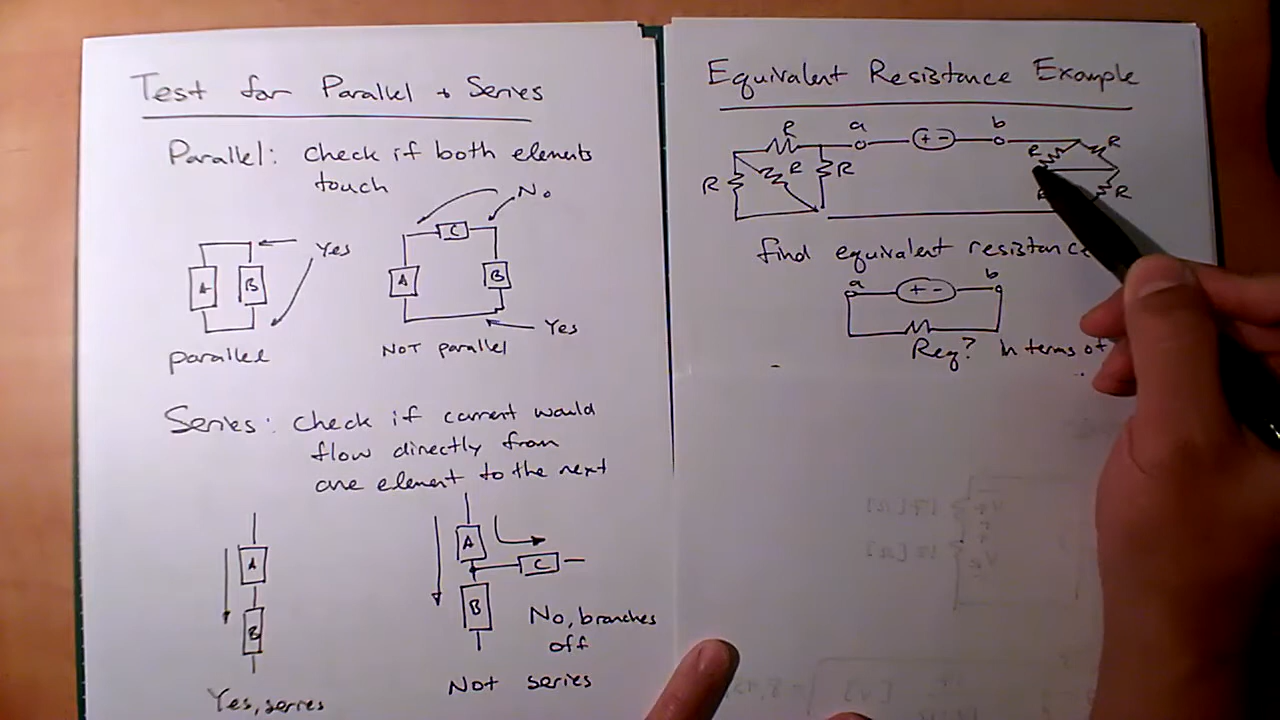 Test for Parallel + Series
Parallel: Check if both elements
touch
No
A
B
Yes
C
A
B
Yes
parallel
NOT parallel
Series: Check if current would
flow directly from
one element to the next
A
B
A
C
B
No, branches
off
Yes, series
Not series
Equivalent Resistance Example
R
a
+ -
b
R
R
R
R
R
R
R
find equivalent resistance
a
+ -
b
Req? In terms of